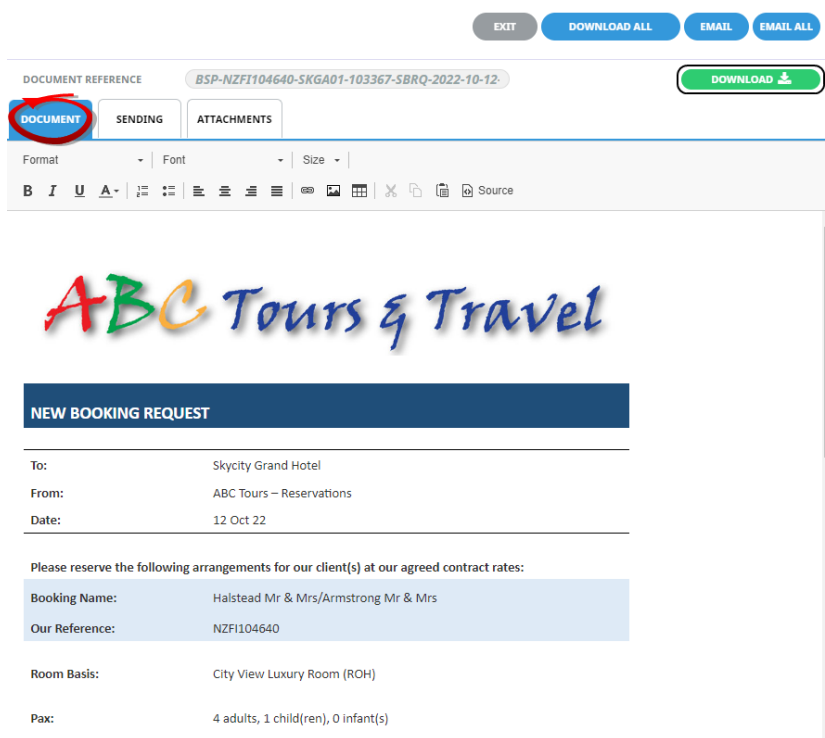 EXIT DOWNLOAD ALL EMAIL EMAIL ALL
DOCUMENT REFERENCE BSP-NZFI104640-SKGA01-103367-SBRQ-2022-10-12- DOWNLOAD
DOCUMENT SENDING ATTACHMENTS
Format Font Size
B I U A Source
ABC Tours & Travel
NEW BOOKING REQUEST
To: Skycity Grand Hotel
From: ABC Tours – Reservations
Date: 12 Oct 22
Please reserve the following arrangements for our client(s) at our agreed contract rates:
Booking Name: Halstead Mr & Mrs/Armstrong Mr & Mrs
Our Reference: NZFI104640
Room Basis: City View Luxury Room (ROH)
Pax: 4 adults, 1 child(ren), 0 infant(s)